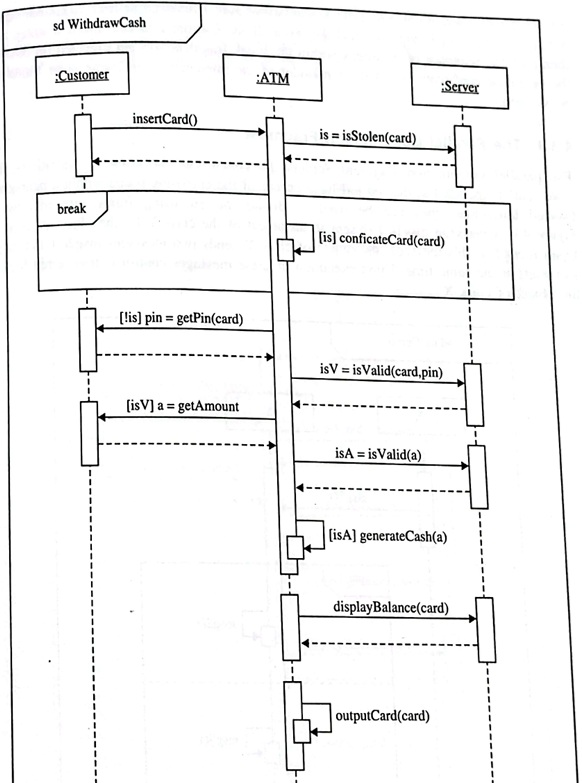 sd WithdrawCash
:Customer
:ATM
:Server
insertCard()
is = isStolen(card)
break
[is] conficateCard(card)
[!is] pin = getPin(card)
isV = isValid(card,pin)
[isV] a = getAmount
isA = isValid(a)
[isA] generateCash(a)
displayBalance(card)
outputCard(card)